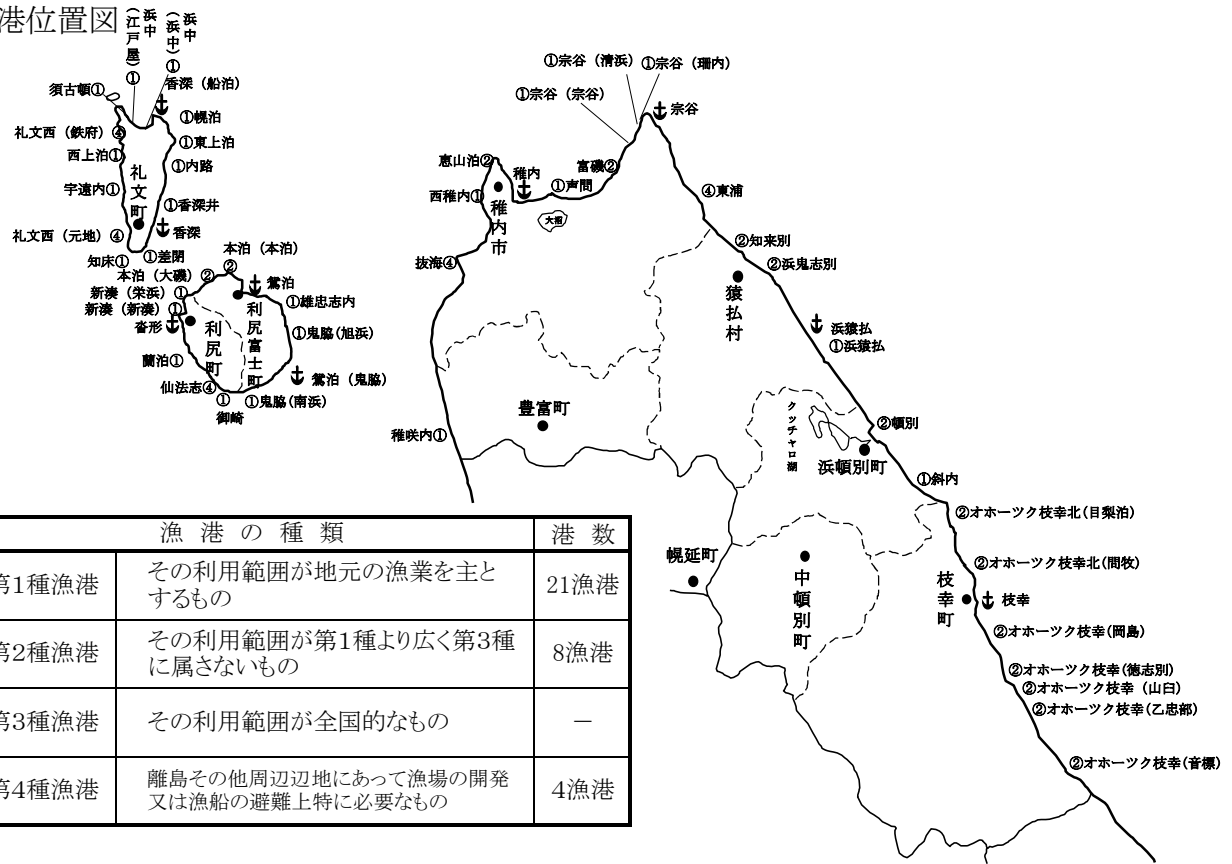 港位置図
浜中
(江戸屋)
①
浜中
(浜中)
①
香深（船泊）
須古頓①
①幌泊
礼文西（鉄府）④
①東上泊
西上泊①
①内路
礼文町
宇遠内①
①香深井
香深
礼文西（元地）④
知床①
①差閉
本泊（本泊）
②
本泊（大磯）②
鴛泊
新湊（栄浜）①
新湊（新湊）①
①雄忠志内
沓形
利尻町
利尻富士町
①鬼脇(旭浜)
蘭泊①
鴛泊（鬼脇）
仙法志④
①
御崎
①鬼脇(南浜)
①宗谷（清浜）
①宗谷（珊内）
①宗谷（宗谷）
宗谷
恵山泊②
稚内
富磯②
①声問
西稚内①
稚内市
大沼
④東浦
抜海④
②知来別
②浜鬼志別
猿払村
浜猿払
①浜猿払
豊富町
クッチャロ湖
②頓別
稚咲内①
浜頓別町
①斜内
②オホーツク枝幸北(目梨泊)
幌延町
中頓別町
②オホーツク枝幸北(問牧)
枝幸町
枝幸
②オホーツク枝幸(岡島)
②オホーツク枝幸(徳志別)
②オホーツク枝幸（山臼)
②オホーツク枝幸(乙忠部)
②オホーツク枝幸(音標)
漁港の種類
港数
第1種漁港
その利用範囲が地元の漁業を主と
するもの
21漁港
第2種漁港
その利用範囲が第1種より広く第3種
に属さないもの
8漁港
第3種漁港
その利用範囲が全国的なもの
－
第4種漁港
離島その他周辺辺地にあって漁場の開発
又は漁船の避難上特に必要なもの
4漁港